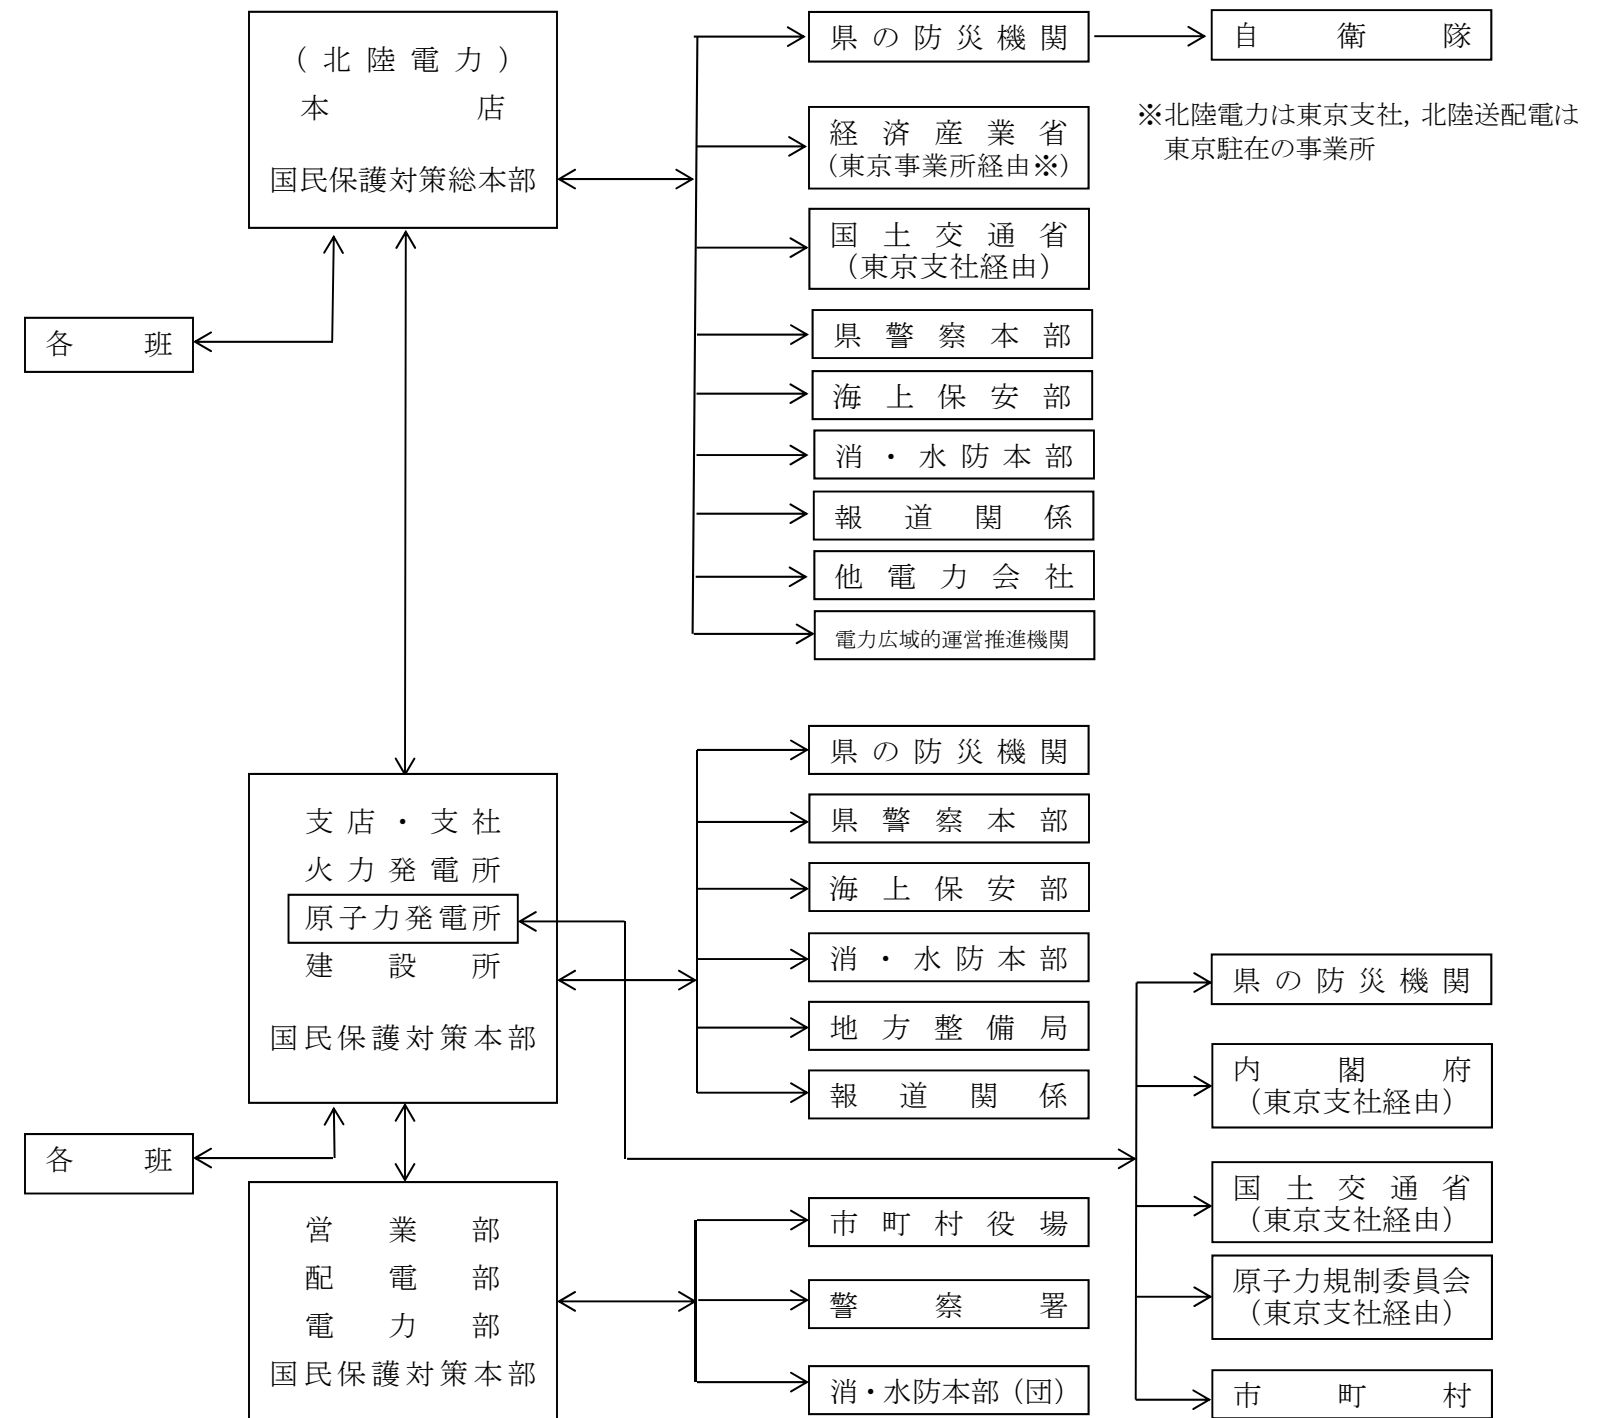 （北陸電力）
本店
国民保護対策総本部
各班
県の防災機関
自衛隊
経済産業省
（東京事業所経由※）
※北陸電力は東京支社，北陸送配電は
東京駐在の事業所
国土交通省
（東京支社経由）
県警察本部
海上保安部
消・水防本部
報道関係
他電力会社
電力広域的運営推進機関
支店・支社
火力発電所
原子力発電所
建設所
国民保護対策本部
県の防災機関
県警察本部
海上保安部
消・水防本部
地方整備局
報道関係
県の防災機関
内閣府
（東京支社経由）
国土交通省
（東京支社経由）
原子力規制委員会
（東京支社経由）
市町村
各班
営業部
配電部
電力部
国民保護対策本部
市町村役場
警察署
消・水防本部（団）